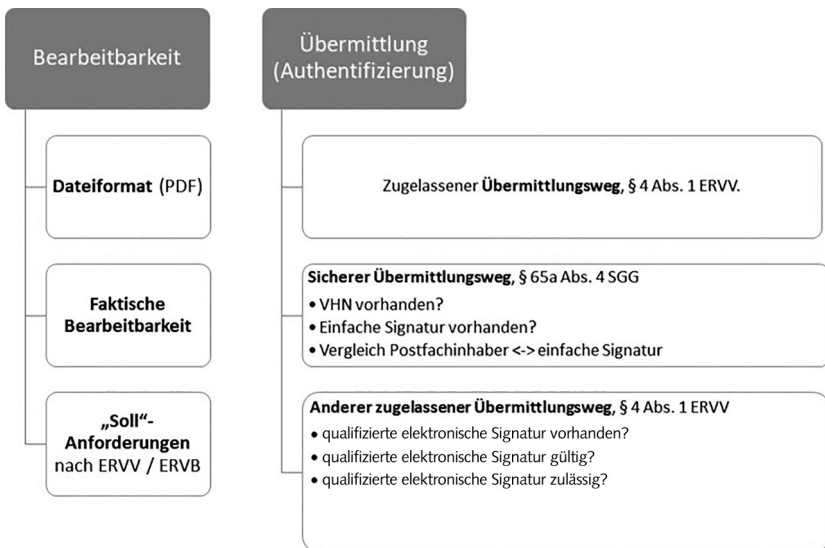 Bearbeitbarkeit
Dateiformat (PDF)
Faktische
Bearbeitbarkeit
„Soll“-
Anforderungen
nach ERVV / ERVB
Übermittlung
(Authentifizierung)
Zugelassener Übermittlungsweg, § 4 Abs. 1 ERVV.
Sicherer Übermittlungsweg, § 65a Abs. 4 SGG
• VHN vorhanden?
• Einfache Signatur vorhanden?
• Vergleich Postfachinhaber <-> einfache Signatur
Anderer zugelassener Übermittlungsweg, § 4 Abs. 1 ERVV
• qualifizierte elektronische Signatur vorhanden?
• qualifizierte elektronische Signatur gültig?
• qualifizierte elektronische Signatur zulässig?